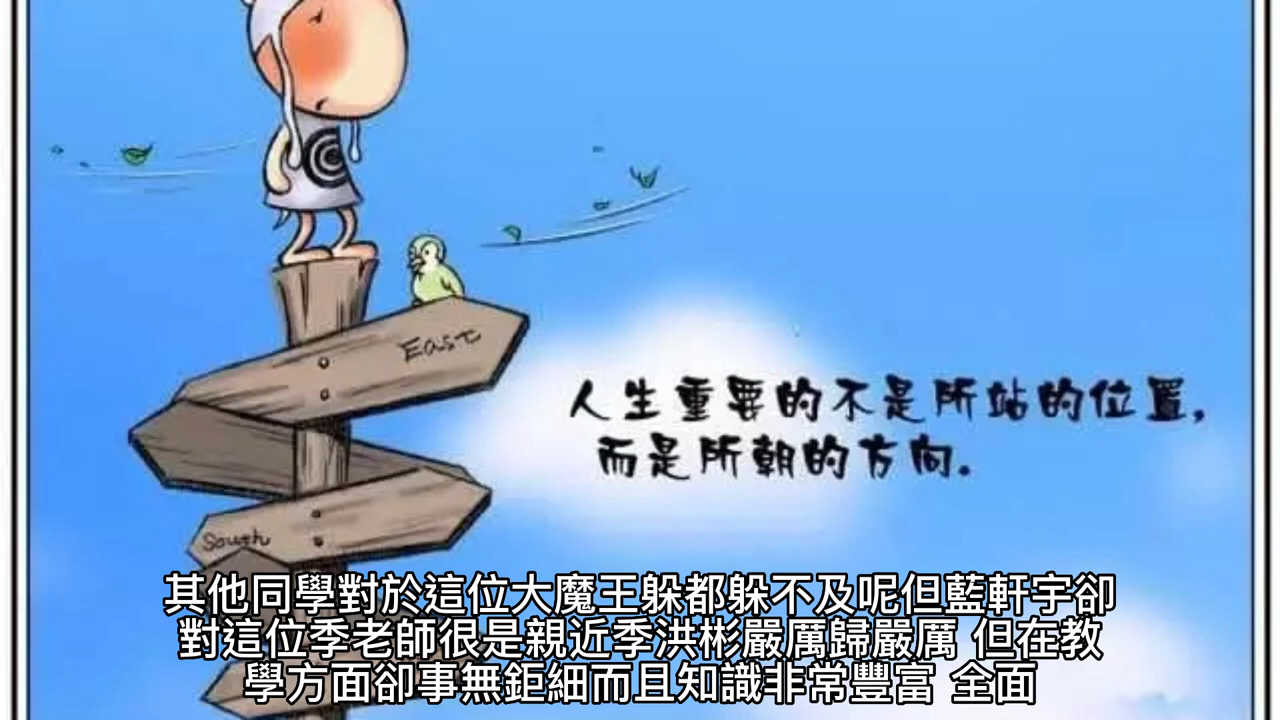 East
人生重要的不是所站的位置,
而是所朝的方向.
South
其他同學對於這位大魔王躲都躲不及呢但藍軒宇卻
對這位季老師很是親近季洪彬嚴厲歸嚴厲 但在教
學方面卻事無鉅細而且知識非常豐富 全面